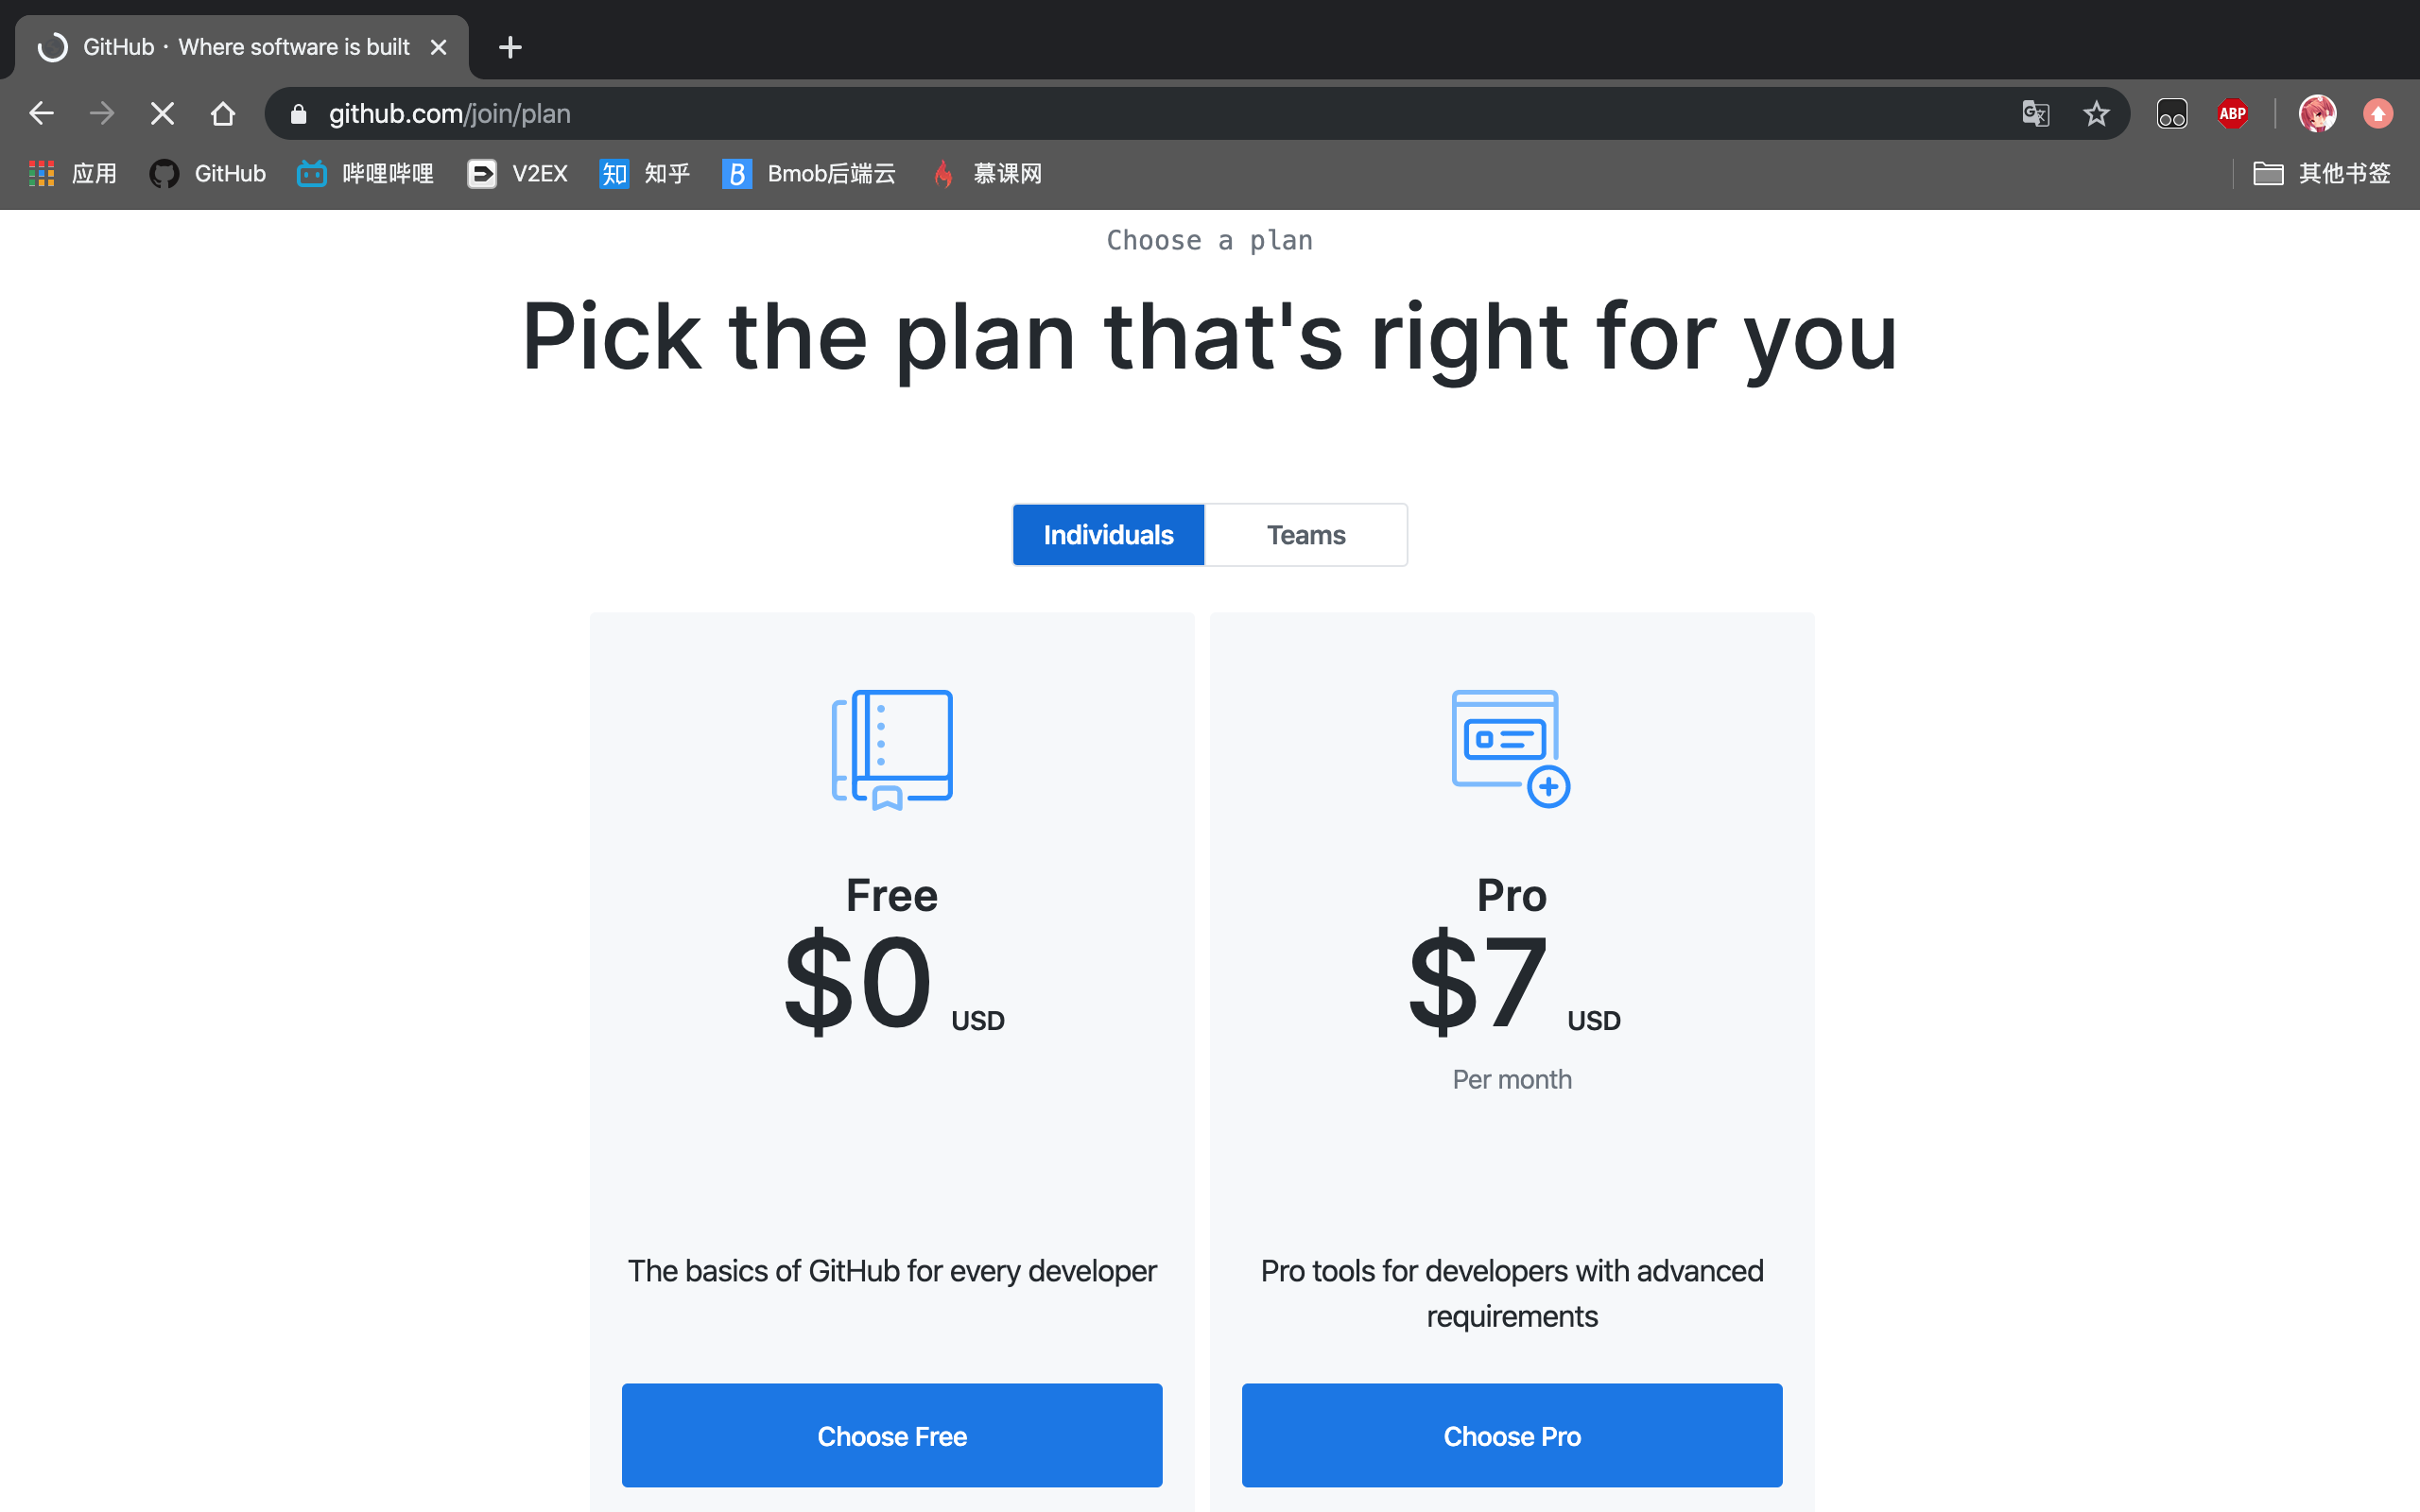 GitHub · Where software is built
github.com/join/plan
ABP
应用 GitHub 哔哩哔哩 V2EX 知 知乎 B Bmob后端云 慕课网 其他书签
Choose a plan
Pick the plan that's right for you
Individuals Teams
Free
$0 USD
The basics of GitHub for every developer
Choose Free
Pro
$7 USD
Per month
Pro tools for developers with advanced
requirements
Choose Pro